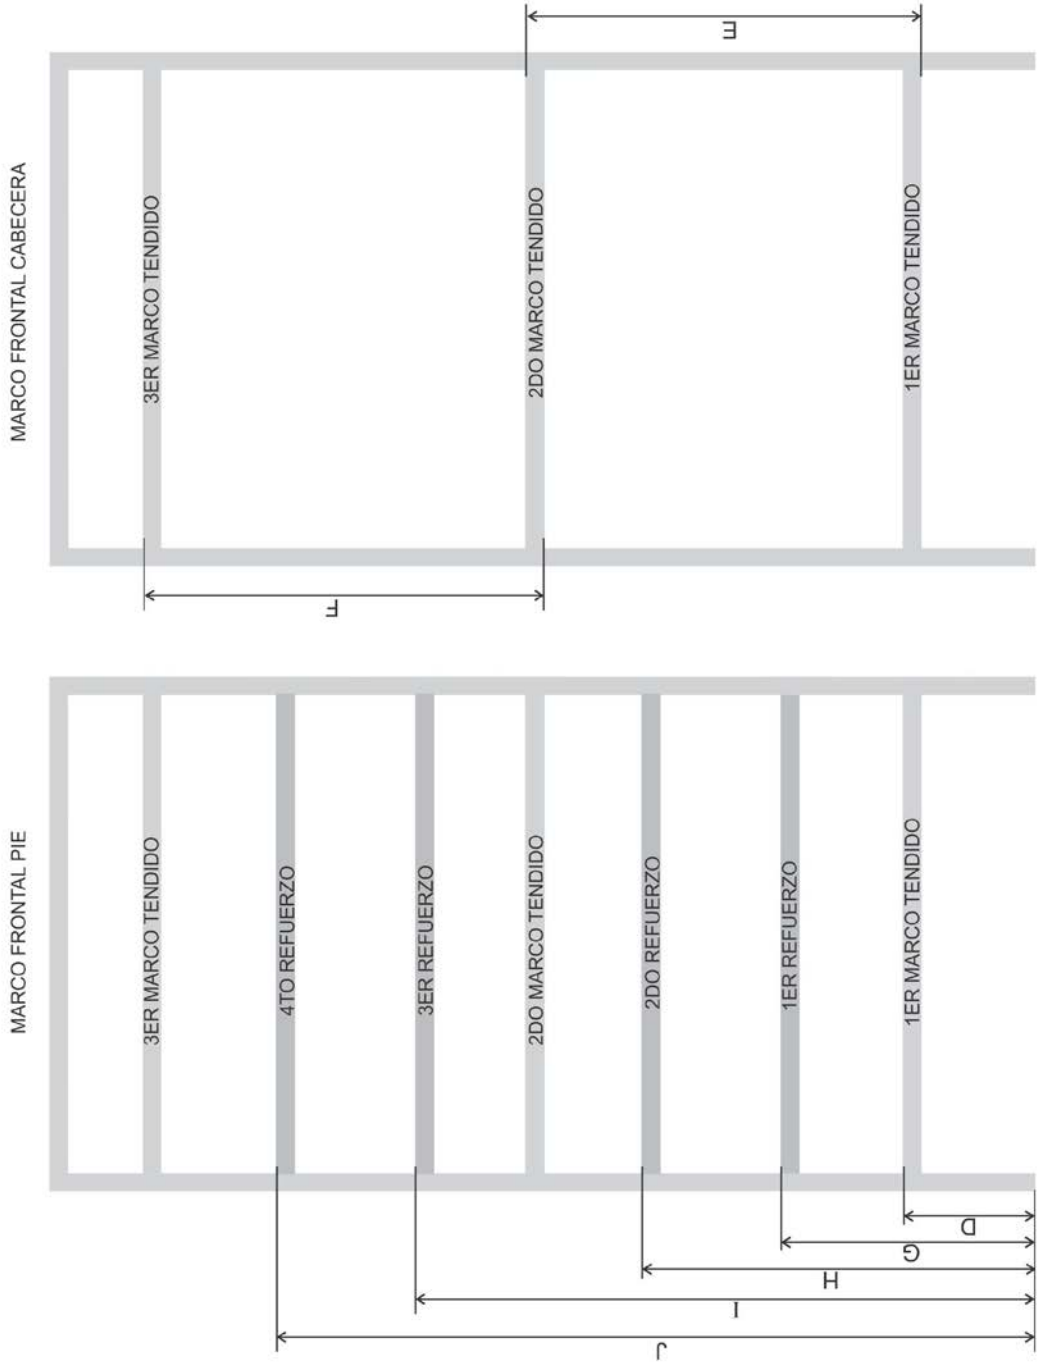 MARCO FRONTAL CABECERA
3ER MARCO TENDIDO
2DO MARCO TENDIDO
1ER MARCO TENDIDO
E
F
MARCO FRONTAL PIE
3ER MARCO TENDIDO
4TO REFUERZO
3ER REFUERZO
2DO MARCO TENDIDO
2DO REFUERZO
1ER REFUERZO
1ER MARCO TENDIDO
D
G
H
I
J